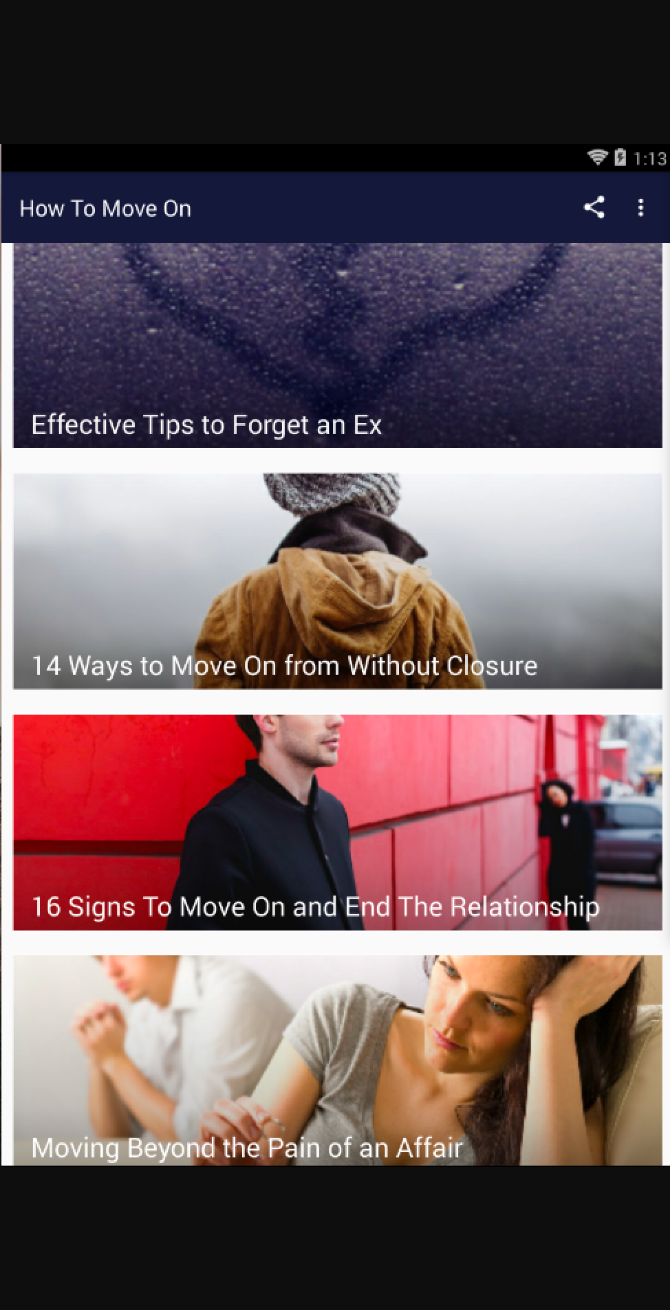 1:13
How To Move On
Effective Tips to Forget an Ex
14 Ways to Move On from Without Closure
16 Signs To Move On and End The Relationship
Moving Beyond the Pain of an Affair